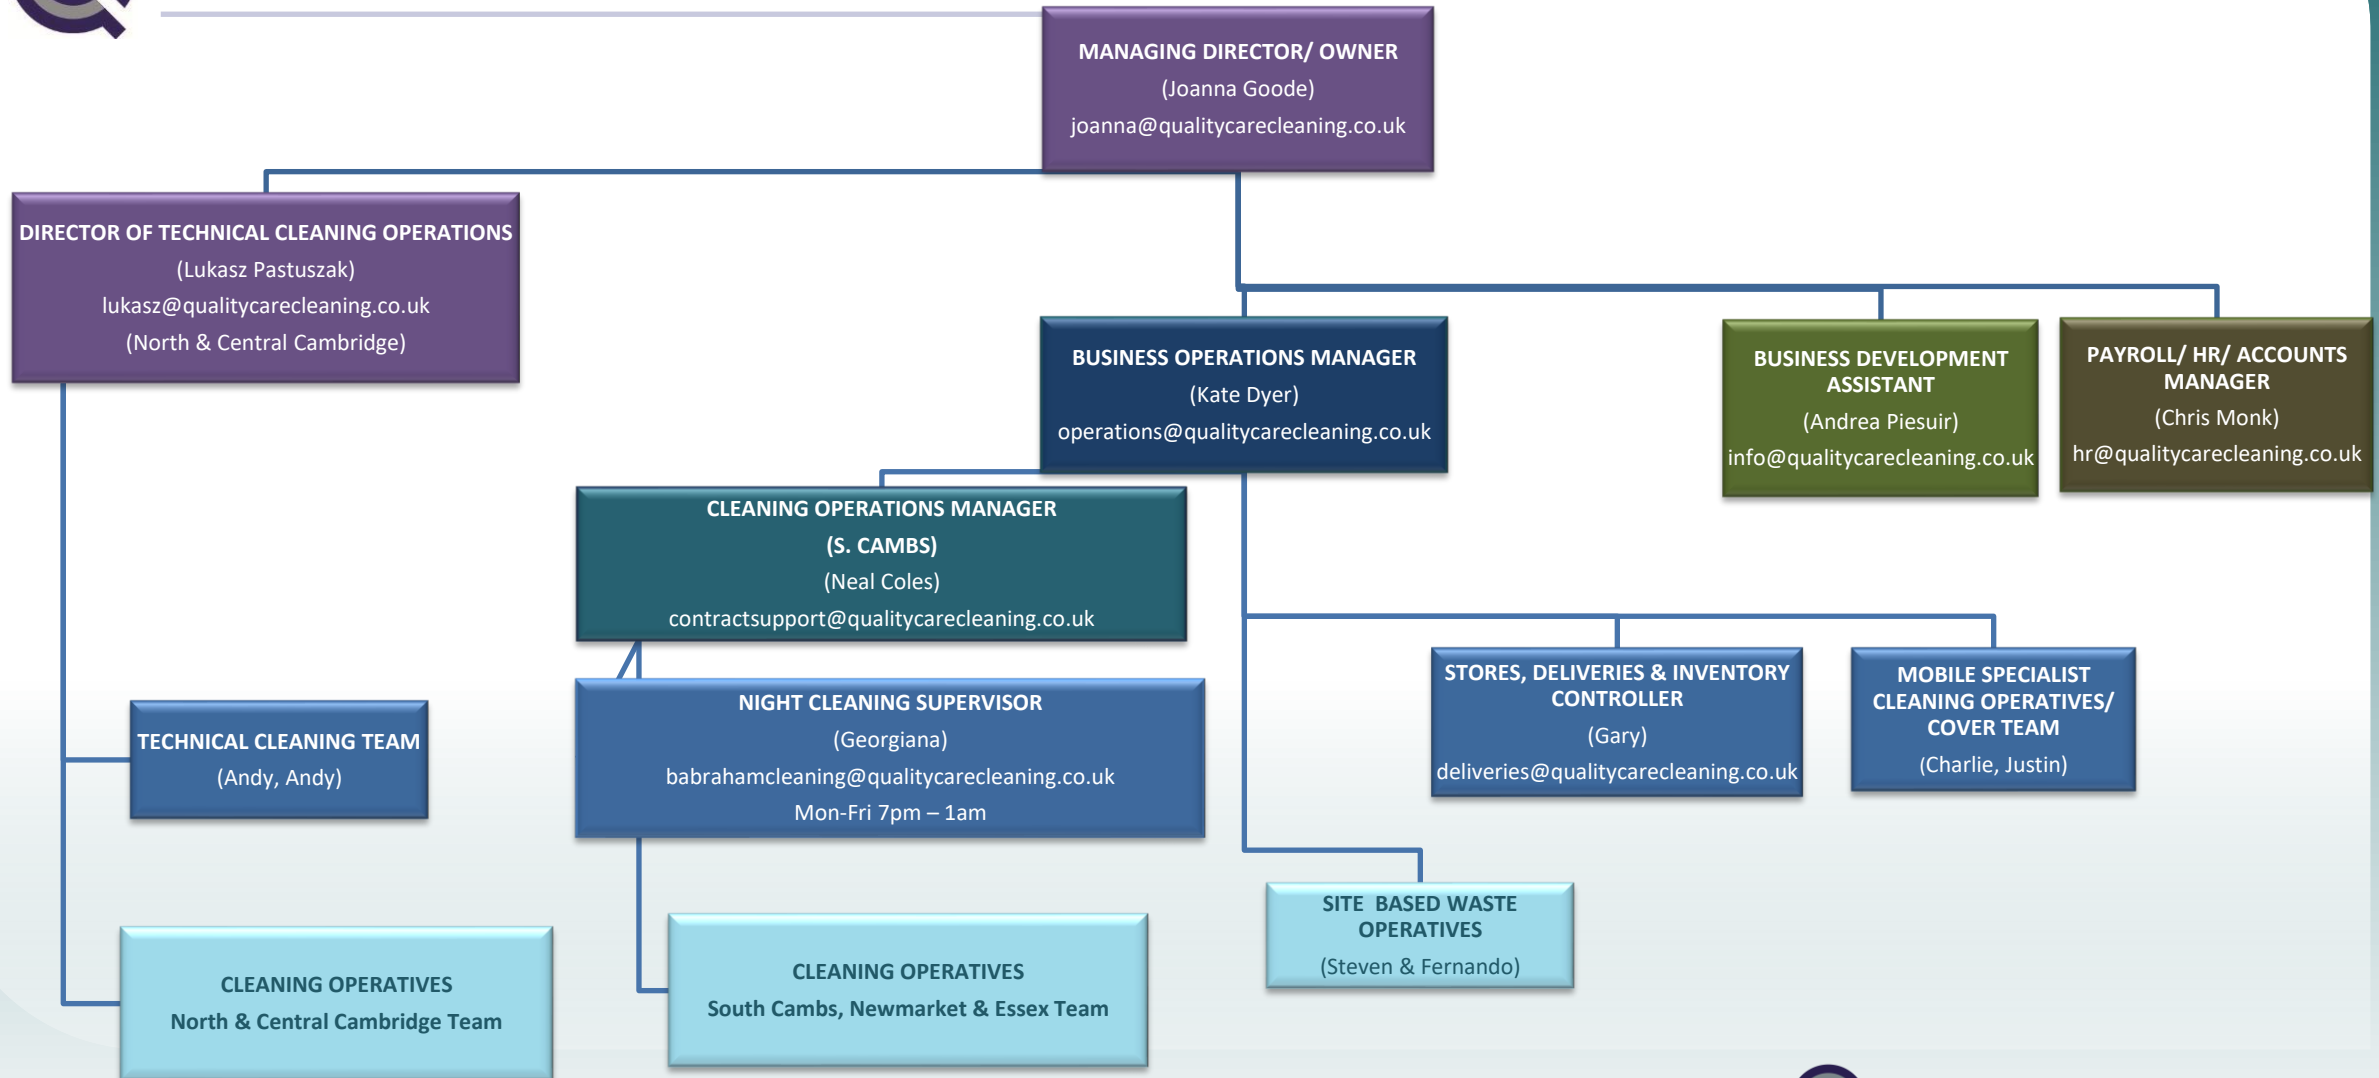 MANAGING DIRECTOR/ OWNER
(Joanna Goode)
joanna@qualitycarecleaning.co.uk
DIRECTOR OF TECHNICAL CLEANING OPERATIONS
(Lukasz Pastuszak)
lukasz@qualitycarecleaning.co.uk
(North & Central Cambridge)
BUSINESS OPERATIONS MANAGER
(Kate Dyer)
operations@qualitycarecleaning.co.uk
BUSINESS DEVELOPMENT
ASSISTANT
(Andrea Piesuir)
info@qualitycarecleaning.co.uk
PAYROLL/ HR/ ACCOUNTS
MANAGER
(Chris Monk)
hr@qualitycarecleaning.co.uk
CLEANING OPERATIONS MANAGER
(S. CAMBS)
(Neal Coles)
contractsupport@qualitycarecleaning.co.uk
NIGHT CLEANING SUPERVISOR
(Georgiana)
babrahamcleaning@qualitycarecleaning.co.uk
Mon-Fri 7pm – 1am
STORES, DELIVERIES & INVENTORY
CONTROLLER
(Gary)
deliveries@qualitycarecleaning.co.uk
MOBILE SPECIALIST
CLEANING OPERATIVES/
COVER TEAM
(Charlie, Justin)
TECHNICAL CLEANING TEAM
(Andy, Andy)
SITE  BASED WASTE
OPERATIVES
(Steven & Fernando)
CLEANING OPERATIVES
North & Central Cambridge Team
CLEANING OPERATIVES
South Cambs, Newmarket & Essex Team